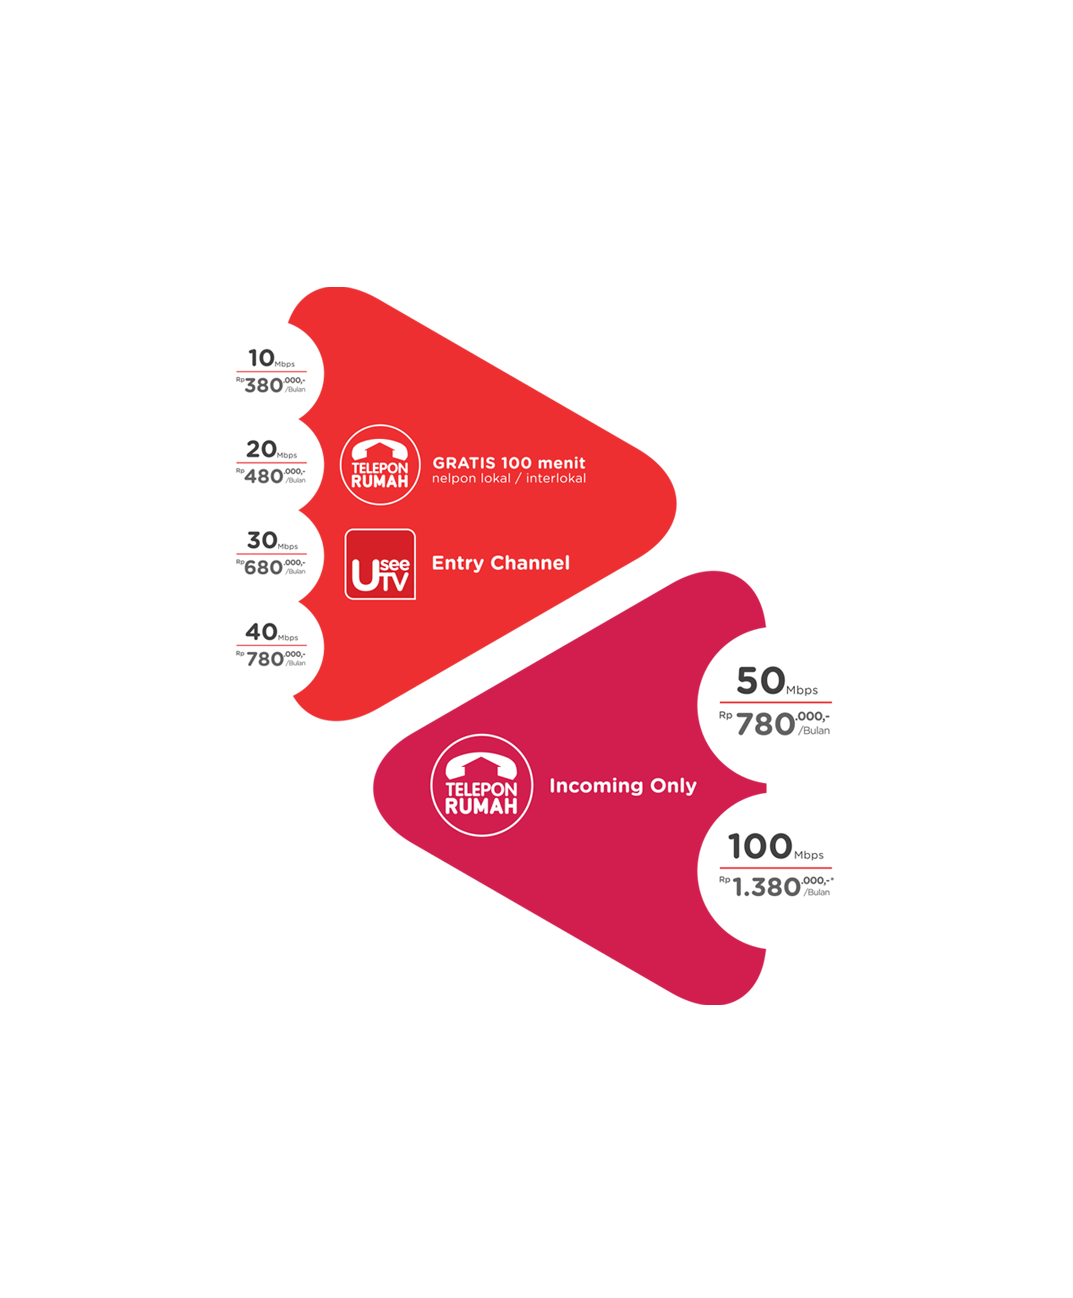 10 Mbps
Rp 380.000,-
/Bulan
20 Mbps
Rp 480.000,-
/Bulan
30 Mbps
Rp 680.000,-
/Bulan
40 Mbps
Rp 780.000,-
/Bulan
TELEPON
RUMAH
GRATIS 100 menit
nelpon lokal / interlokal
Usee
TV
Entry Channel
TELEPON
RUMAH
Incoming Only
50 Mbps
Rp 780.000,-
/Bulan
100 Mbps
Rp 1.380.000,-*
/Bulan